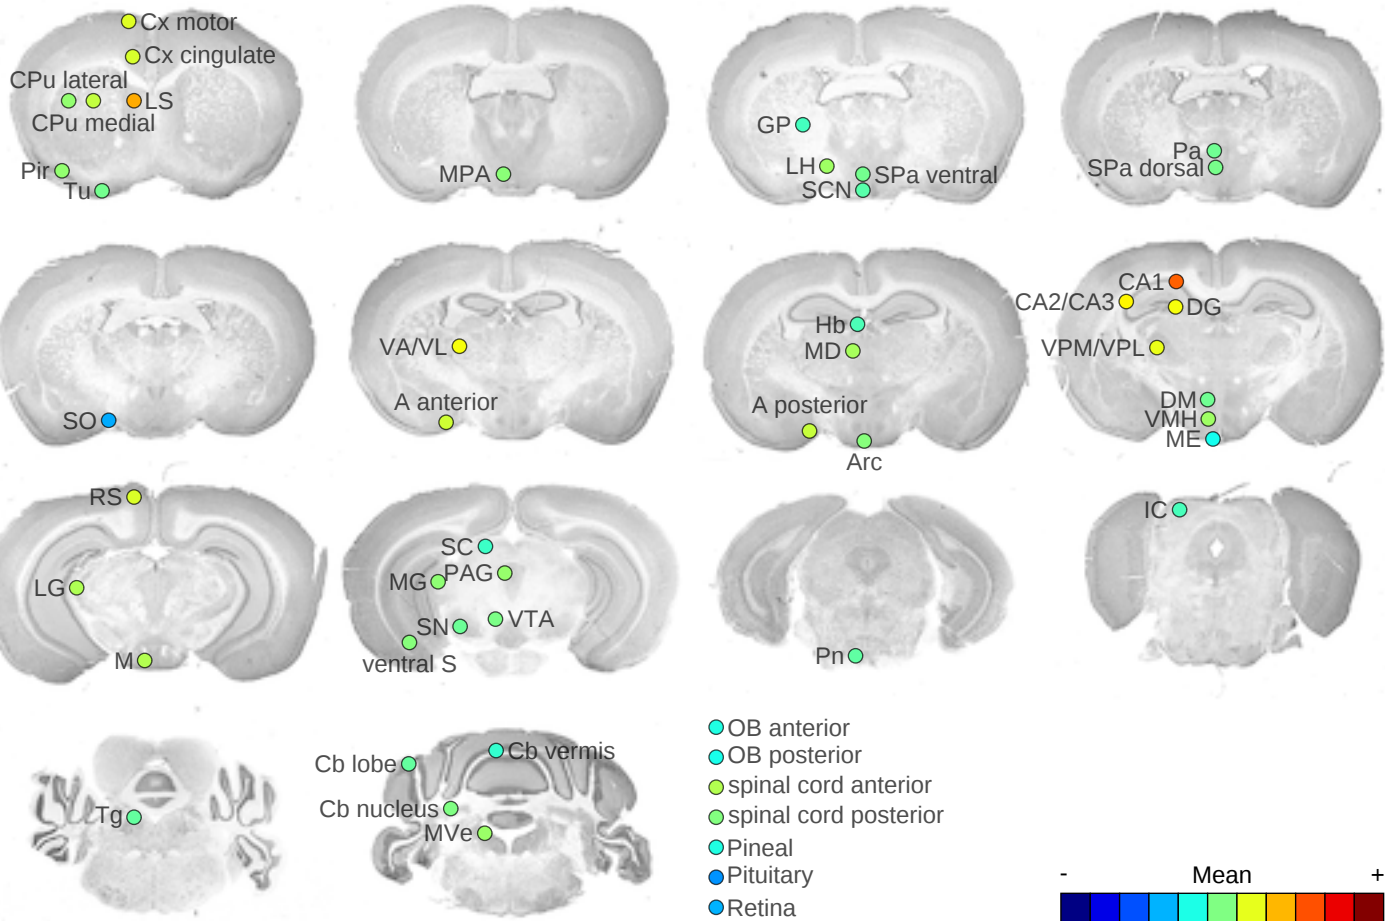 Cx motor
Cx cingulate
CPu lateral
LS
CPu medial
Pir
Tu
MPA
GP
LH
SPa ventral
SCN
Pa
SPa dorsal
SO
VA/VL
A anterior
Hb
MD
A posterior
Arc
CA1
CA2/CA3
DG
VPM/VPL
DM
VMH
ME
RS
LG
M
SC
PAG
MG
VTA
SN
ventral S
Pn
IC
Tg
Cb lobe
Cb vermis
Cb nucleus
MVe
OB anterior
OB posterior
spinal cord anterior
spinal cord posterior
Pineal
Pituitary
Retina
- Mean +